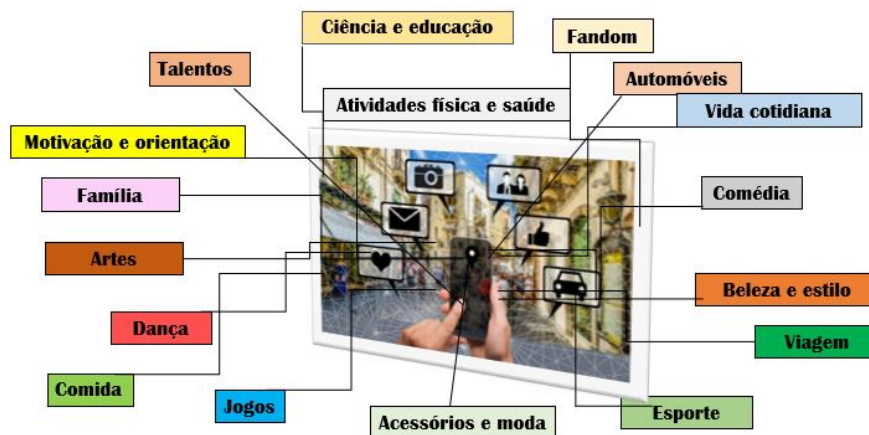 Ciência e educação
Fandom
Talentos
Automóveis
Atividades física e saúde
Vida cotidiana
Motivação e orientação
Família
Comédia
Artes
Beleza e estilo
Dança
Viagem
Comida
Jogos
Acessórios e moda
Esporte